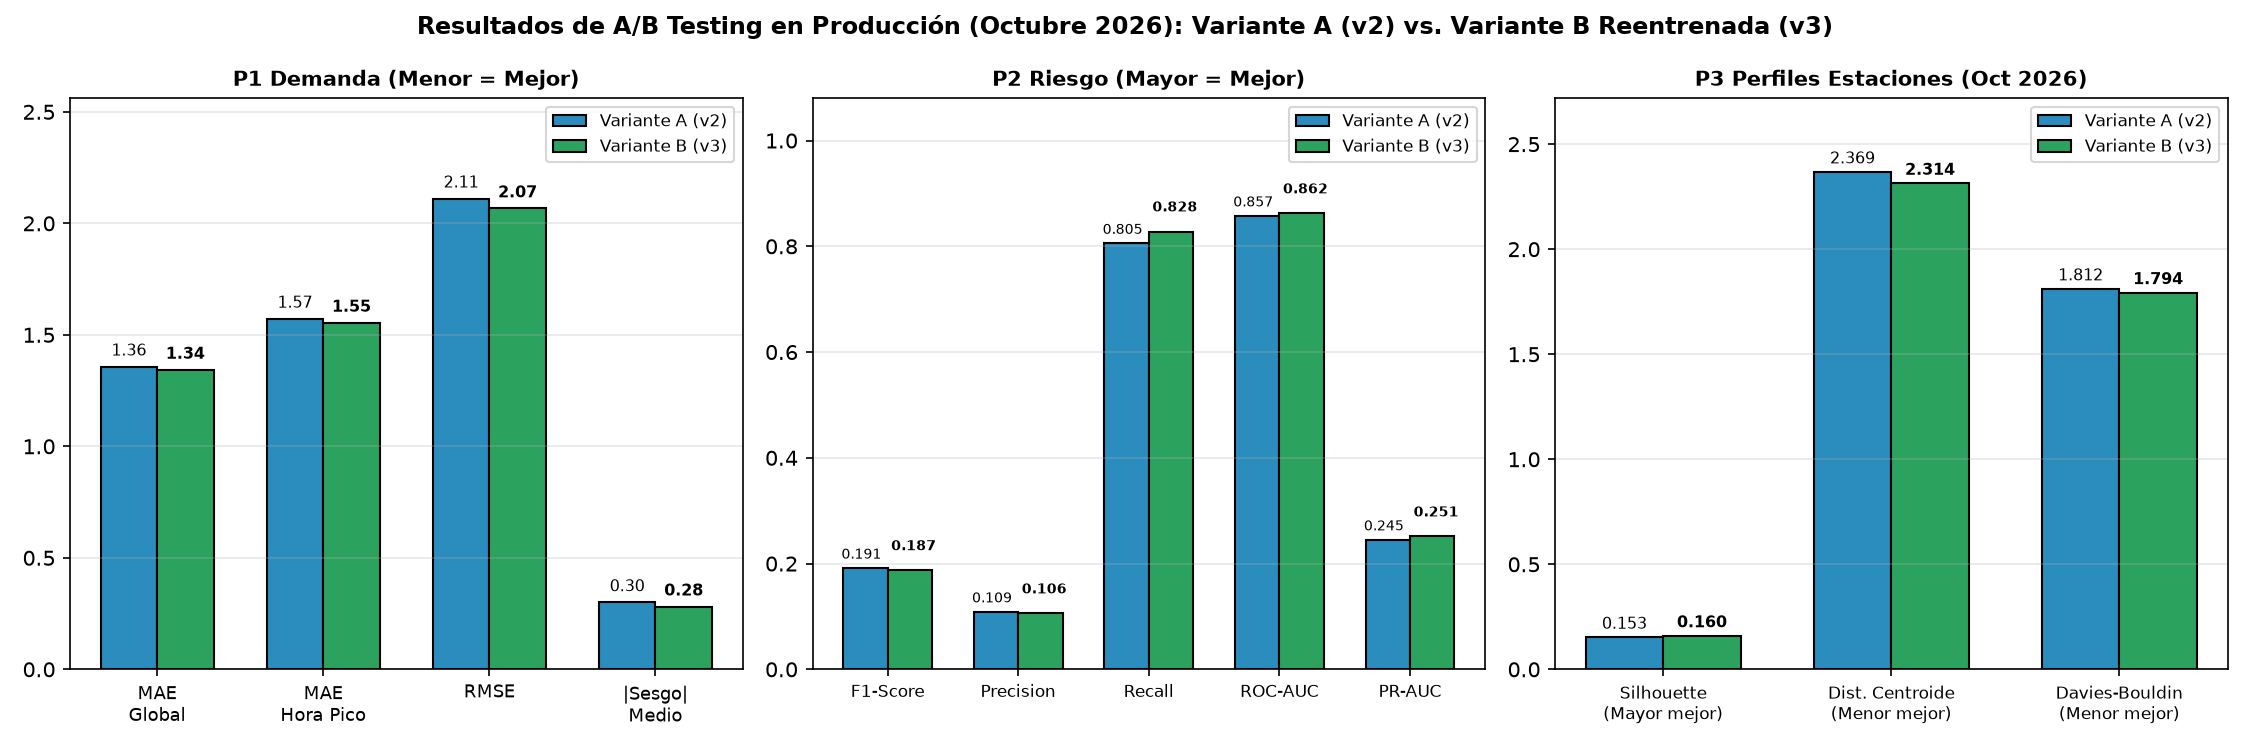 Resultados de A/B Testing en Producción (Octubre 2026): Variante A (v2) vs. Variante B Reentrenada (v3)
P1 Demanda (Menor = Mejor)
Variante A (v2)
Variante B (v3)
2.5
2.0
1.5
1.0
0.5
0.0
1.36
1.34
1.57
1.55
2.11
2.07
0.30
0.28
MAE
Global
MAE
Hora Pico
RMSE
|Sesgo|
Medio
P2 Riesgo (Mayor = Mejor)
Variante A (v2)
Variante B (v3)
1.0
0.8
0.6
0.4
0.2
0.0
0.191
0.187
0.109
0.106
0.805
0.828
0.857
0.862
0.245
0.251
F1-Score
Precision
Recall
ROC-AUC
PR-AUC
P3 Perfiles Estaciones (Oct 2026)
Variante A (v2)
Variante B (v3)
2.5
2.0
1.5
1.0
0.5
0.0
0.153
0.160
2.369
2.314
1.812
1.794
Silhouette
(Mayor mejor)
Dist. Centroide
(Menor mejor)
Davies-Bouldin
(Menor mejor)